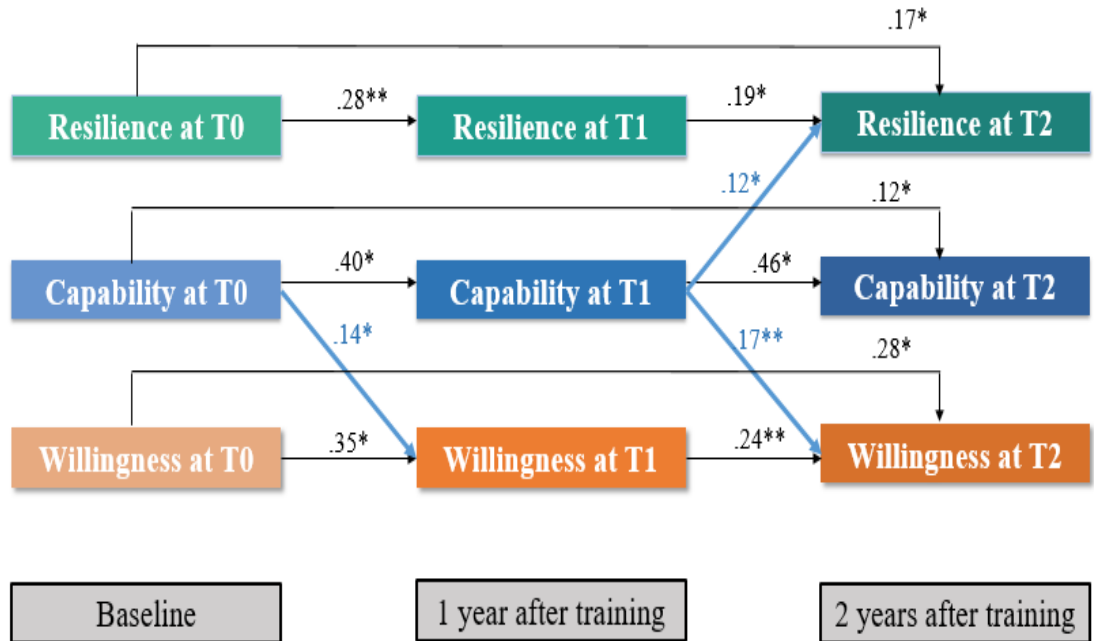 .17*
.28**
.19*
Resilience at T0
Resilience at T1
Resilience at T2
.12*
.12*
.40*
.46*
Capability at T0
Capability at T1
Capability at T2
.14*
.17**
.28*
.35*
.24**
Willingness at T0
Willingness at T1
Willingness at T2
Baseline
1 year after training
2 years after training